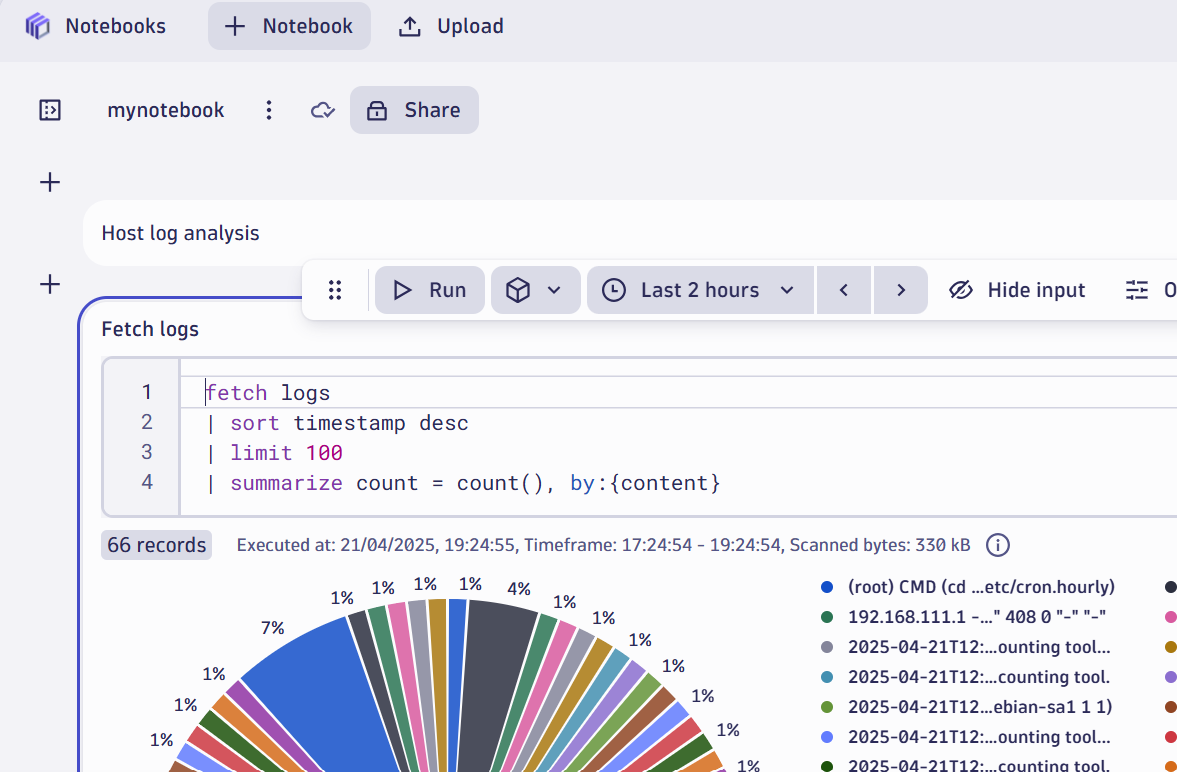 Notebooks
Notebook
Upload
mynotebook
Share
Host log analysis
Run
Last 2 hours
Hide input
Fetch logs
1 fetch logs
2 | sort timestamp desc
3 | limit 100
4 | summarize count = count(), by:{content}
66 records
Executed at: 21/04/2025, 19:24:55, Timeframe: 17:24:54 - 19:24:54, Scanned bytes: 330 kB
1%
1%
1%
1%
4%
1%
1%
1%
1%
1%
1%
1%
7%
1%
1%
1%
(root) CMD (cd ...etc/cron.hourly)
192.168.111.1 -..." 408 0 "-" "-"
2025-04-21T12:...ounting tool...
2025-04-21T12:...counting tool.
2025-04-21T12...ebian-sa1 1 1)
2025-04-21T12:...ounting tool...
2025-04-21T12:...counting tool.